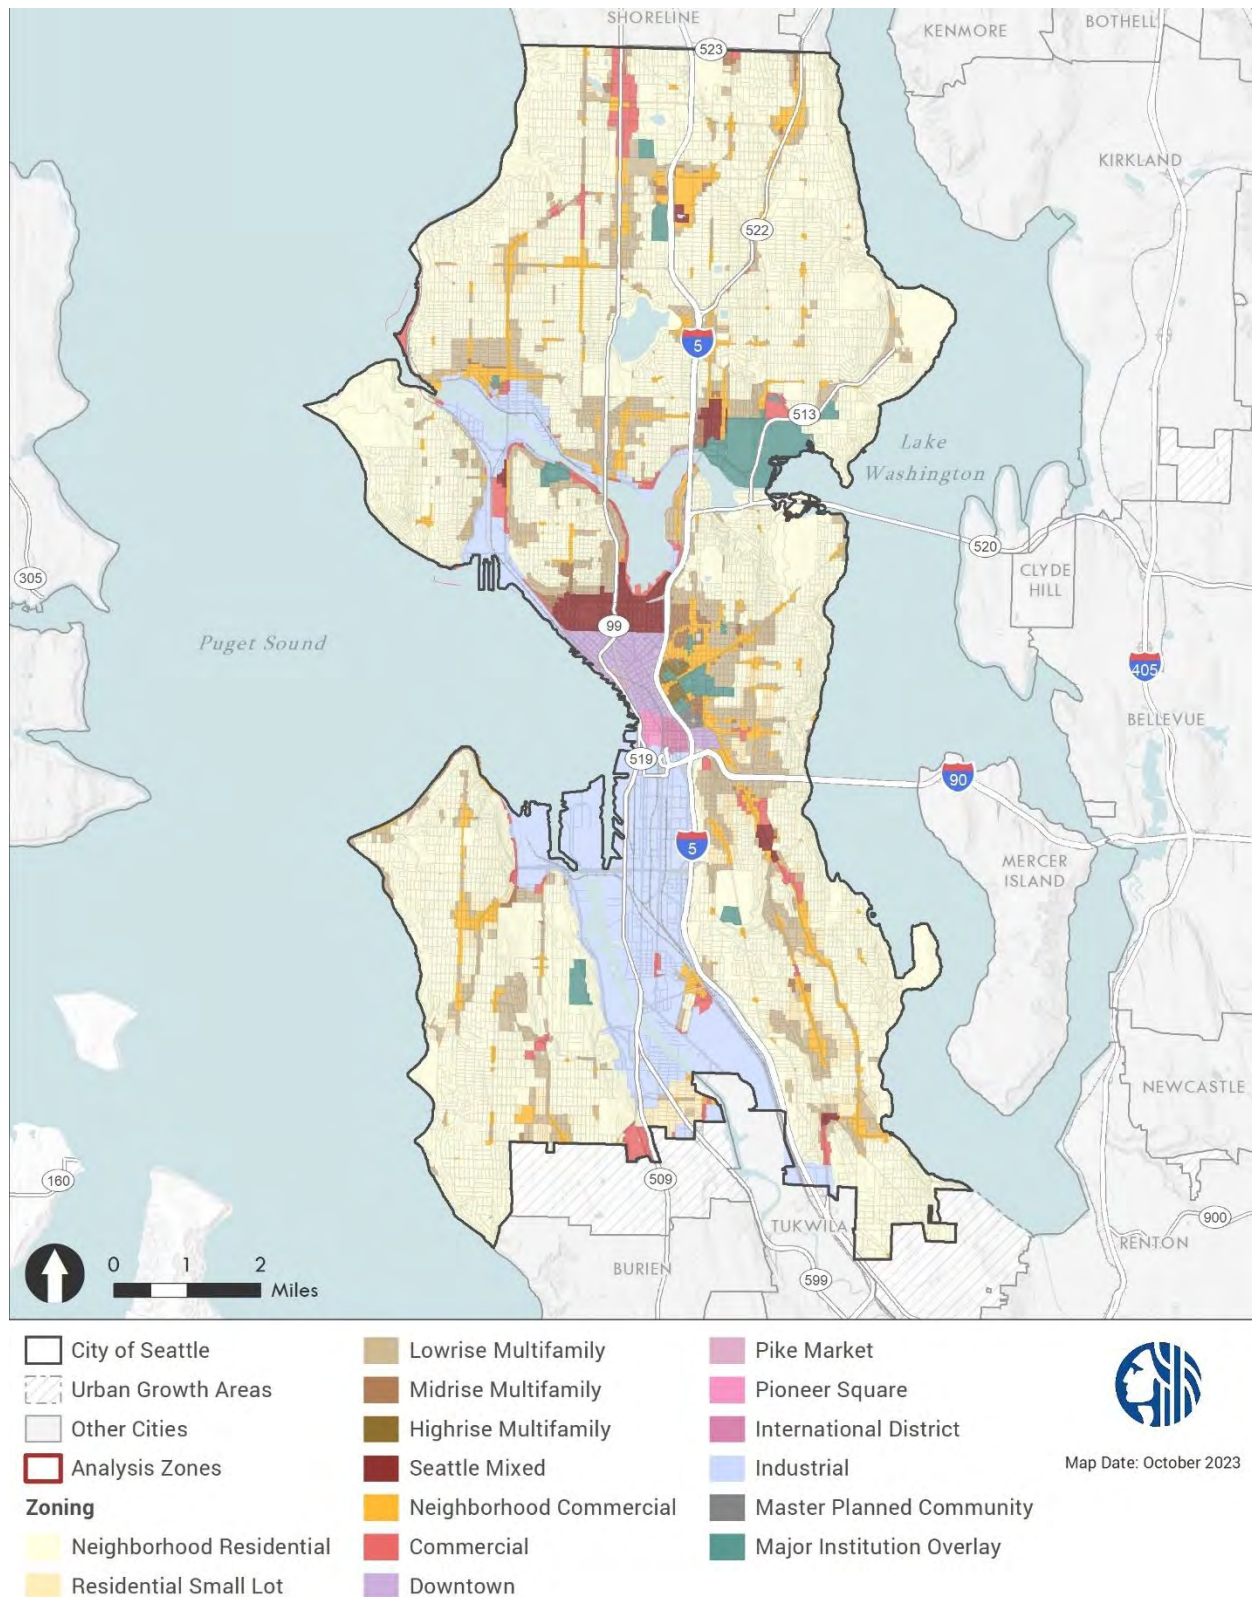 SHORELINE
BOTHELL
KENMORE
523
KIRKLAND
522
5
513
Lake
Washington
520
305
CLYDE
HILL
99
Puget Sound
405
BELLEVUE
519
90
5
MERCER
ISLAND
NEWCASTLE
160
509
900
TUKWILA
RENTON
BURIEN
599
0 1 2
Miles
City of Seattle
Urban Growth Areas
Other Cities
Analysis Zones
Zoning
Neighborhood Residential
Residential Small Lot
Lowrise Multifamily
Midrise Multifamily
Highrise Multifamily
Seattle Mixed
Neighborhood Commercial
Commercial
Downtown
Pike Market
Pioneer Square
International District
Industrial
Master Planned Community
Major Institution Overlay
Map Date: October 2023